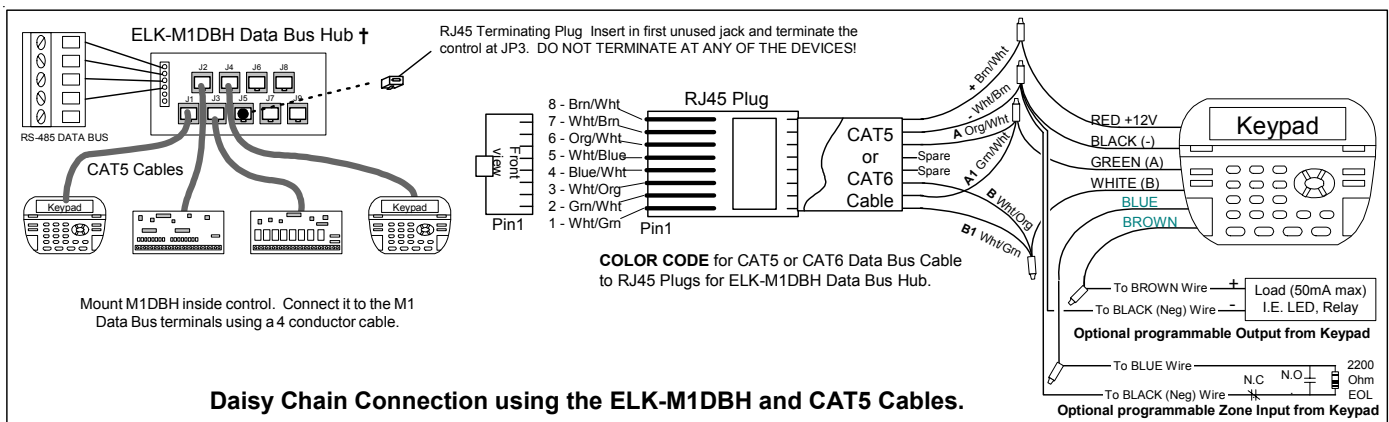 ELK-M1DBH Data Bus Hub †
RJ45 Terminating Plug Insert in first unused jack and terminate the
control at JP3. DO NOT TERMINATE AT ANY OF THE DEVICES!
J2
J4
J6
J8
J1
J3
J5
J7
J9
RS-485 DATA BUS
CAT5 Cables
Keypad
Keypad
Mount M1DBH inside control. Connect it to the M1
Data Bus terminals using a 4 conductor cable.
Front
view
Pin1
8 - Brn/Wht
7 - Wht/Brn
6 - Org/Wht
5 - Wht/Blue
4 - Blue/Wht
3 - Wht/Org
2 - Grn/Wht
1 - Wht/Grn
RJ45 Plug
Pin1
CAT5
or
CAT6
Cable
+ Brn/Wht
- Wht/Brn
A Org/Wht
Spare
Spare
A1 Grn/Wht
B Wht/Org
B1 Wht/Grn
COLOR CODE for CAT5 or CAT6 Data Bus Cable
to RJ45 Plugs for ELK-M1DBH Data Bus Hub.
RED +12V
BLACK (-)
GREEN (A)
WHITE (B)
BLUE
BROWN
Keypad
To BROWN Wire
+
To BLACK (Neg) Wire
-
Load (50mA max)
I.E. LED, Relay
Optional programmable Output from Keypad
To BLUE Wire
To BLACK (Neg) Wire
N.C
N.O
2200
Ohm
EOL
Optional programmable Zone Input from Keypad
Daisy Chain Connection using the ELK-M1DBH and CAT5 Cables.